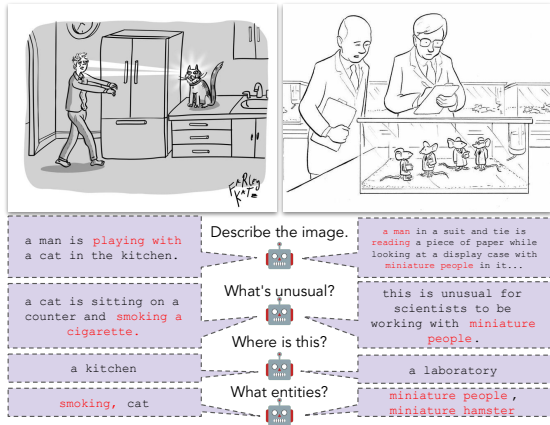 FARLEY
KATZ
Describe the image.
a man is playing with
a cat in the kitchen.
a man in a suit and tie is
reading a piece of paper while
looking at a display case with
miniature people in it...
What's unusual?
a cat is sitting on a
counter and smoking a
cigarette.
this is unusual for
scientists to be
working with miniature
people.
Where is this?
a kitchen
a laboratory
What entities?
smoking, cat
miniature people,
miniature hamster